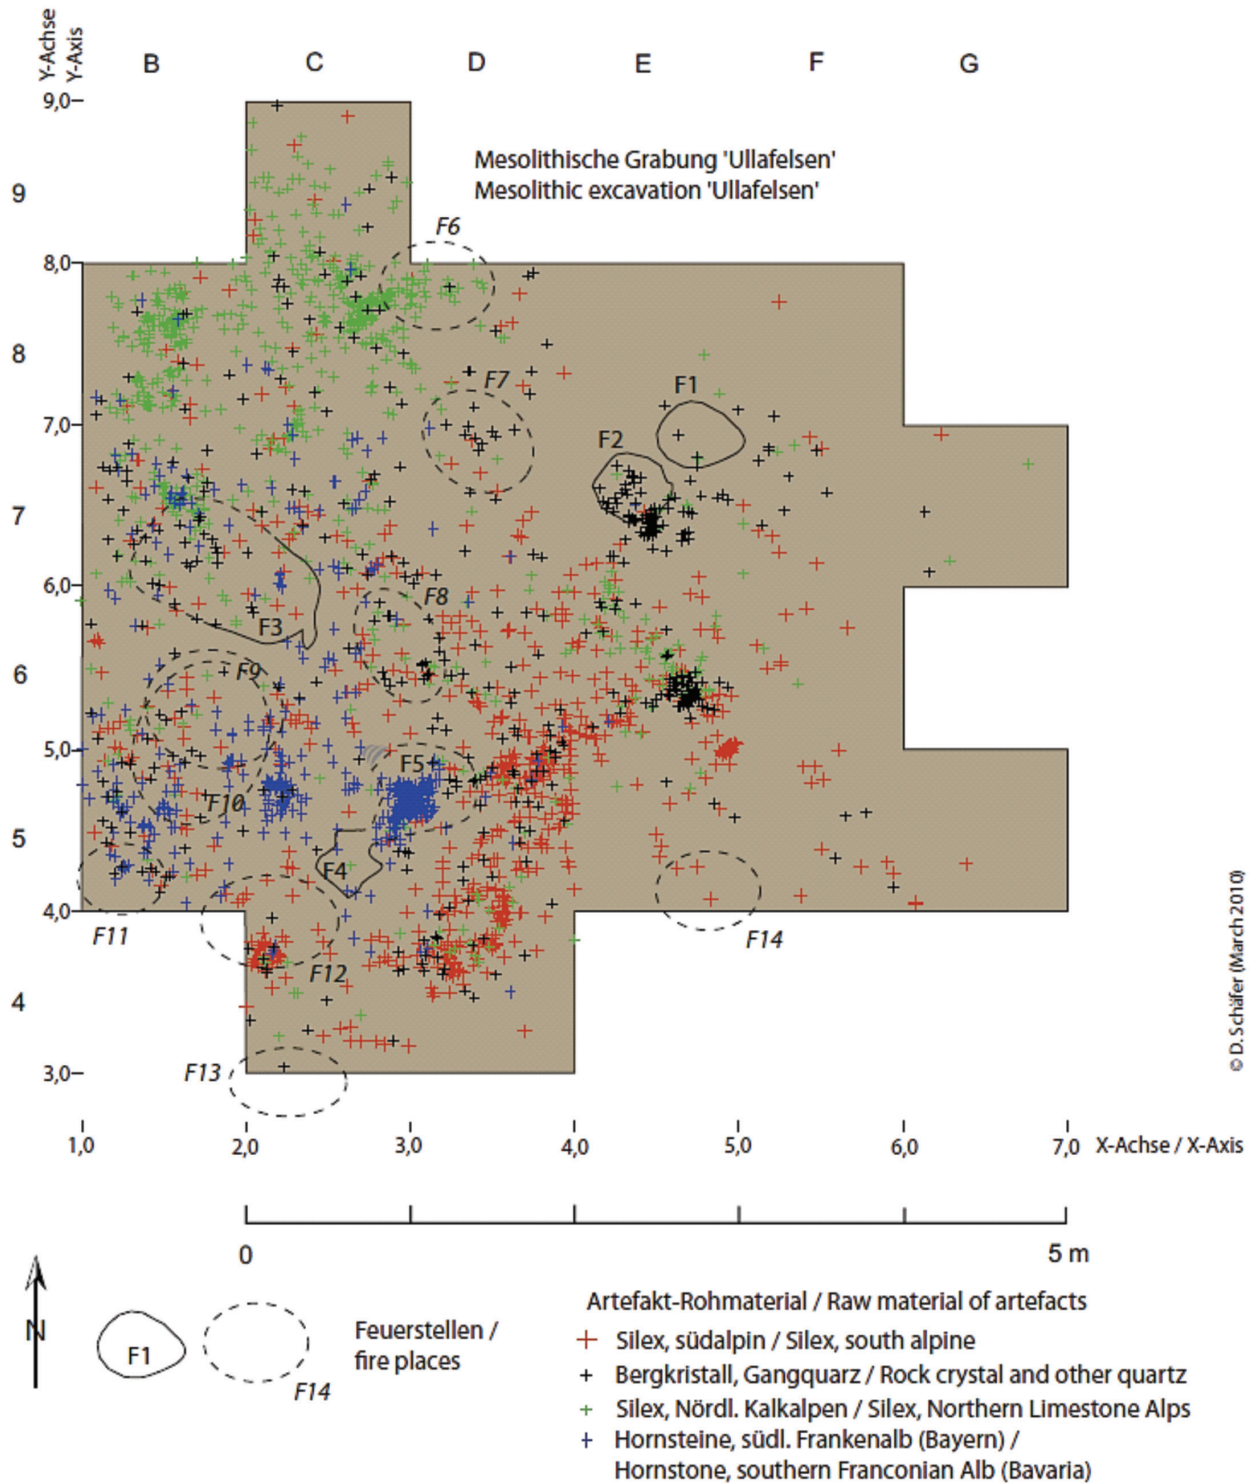 Y-Achse
Y-Axis
B C D E F G
9,0
Mesolithische Grabung 'Ullafelsen'
Mesolithic excavation 'Ullafelsen'
9
F6
8,0
8
F7
F1
7,0
F2
7
6,0
F8
F3
6
F9
5,0
F5
F10
5
F4
4,0
F11
F14
F12
4
F13
3,0
1,0 2,0 3,0 4,0 5,0 6,0 7,0 X-Achse / X-Axis
0 5 m
N
F1
F14
Feuerstellen /
fire places
Artefakt-Rohmaterial / Raw material of artefacts
Silex, südalpin / Silex, south alpine
Bergkristall, Gangquarz / Rock crystal and other quartz
Silex, Nördl. Kalkalpen / Silex, Northern Limestone Alps
Hornsteine, südl. Frankenalb (Bayern) /
Hornstone, southern Franconian Alb (Bavaria)
© D. Schäfer (March 2010)